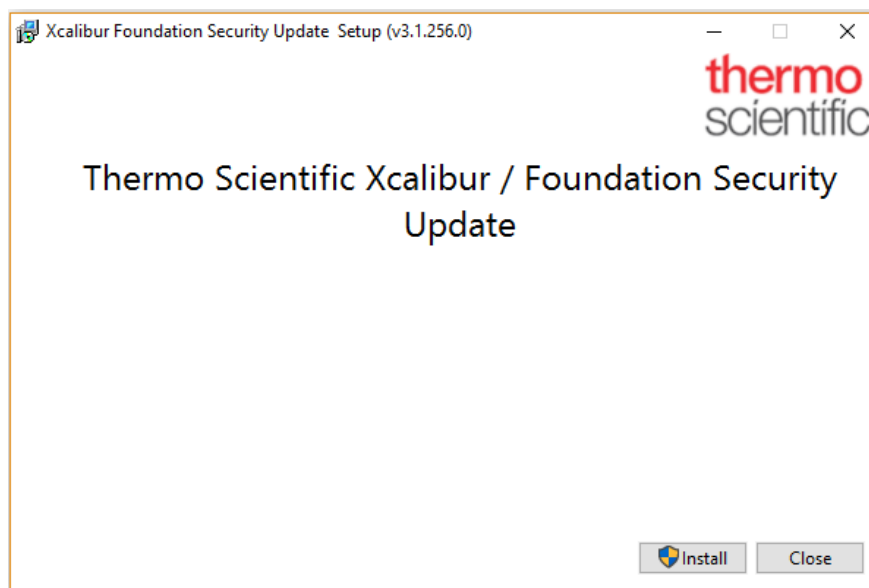 Xcalibur Foundation Security Update  Setup (v3.1.256.0)
thermo
scientific
Thermo Scientific Xcalibur / Foundation Security
Update
Install
Close